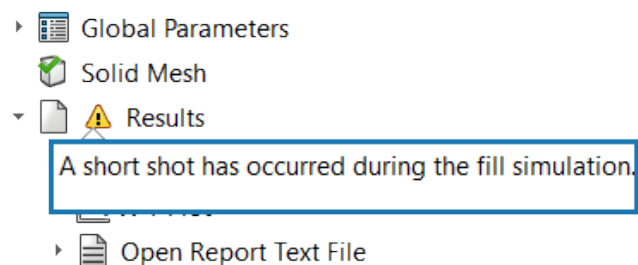 Global Parameters
Solid Mesh
Results
A short shot has occurred during the fill simulation.
Open Report Text File